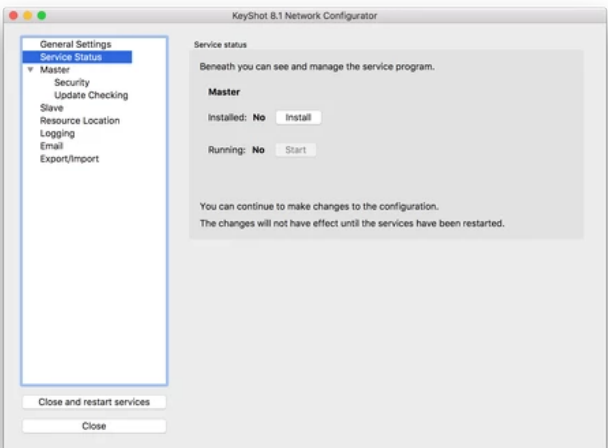 KeyShot 8.1 Network Configurator
General Settings
Service Status
Master
Security
Update Checking
Slave
Resource Location
Logging
Email
Export/Import
Close and restart services
Close
Service status
Beneath you can see and manage the service program.
Master
Installed: No Install
Running: No Start
You can continue to make changes to the configuration.
The changes will not have effect until the services have been restarted.